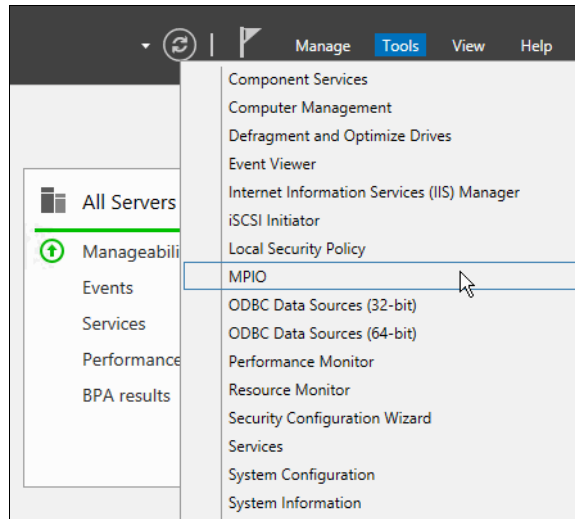 Manage Tools View Help
Component Services
Computer Management
Defragment and Optimize Drives
Event Viewer
Internet Information Services (IIS) Manager
iSCSI Initiator
Local Security Policy
MPIO
ODBC Data Sources (32-bit)
ODBC Data Sources (64-bit)
Performance Monitor
Resource Monitor
Security Configuration Wizard
Services
System Configuration
System Information
All Servers
Manageabili
Events
Services
Performance
BPA results